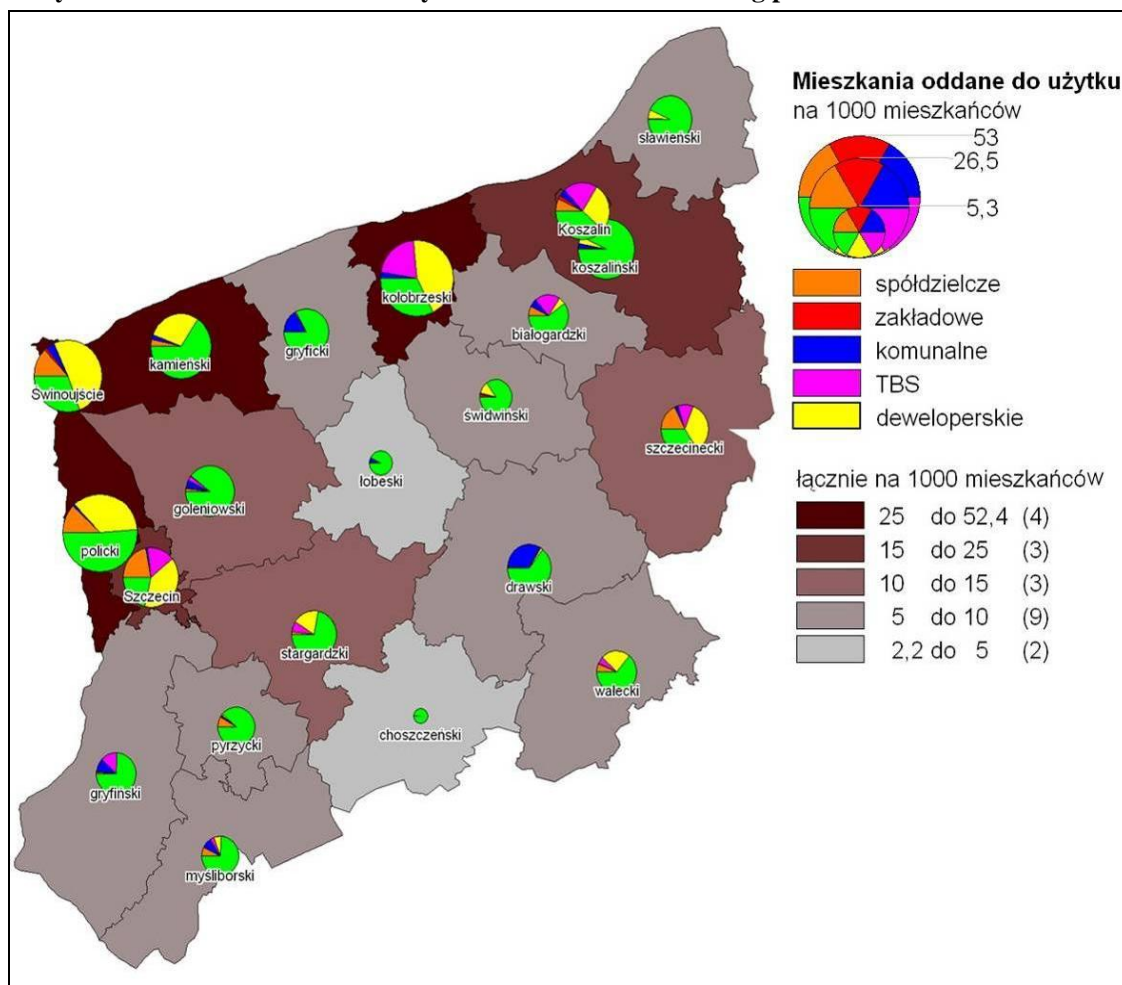 Mieszkania oddane do użytku
na 1000 mieszkańców
53
26,5
5,3
spółdzielcze
zakładowe
komunalne
TBS
deweloperskie
łącznie na 1000 mieszkańców
25 do 52,4 (4)
15 do 25 (3)
10 do 15 (3)
5 do 10 (9)
2,2 do 5 (2)
sławieński
Koszalin
koszaliński
kołobrzeski
białogardzki
gryficki
kamieński
Świnoujście
świdwiński
szczecinecki
łobeski
goleniowski
policki
Szczecin
drawski
stargardzki
wałecki
choszczeński
pyrzycki
gryfiński
myśliborski